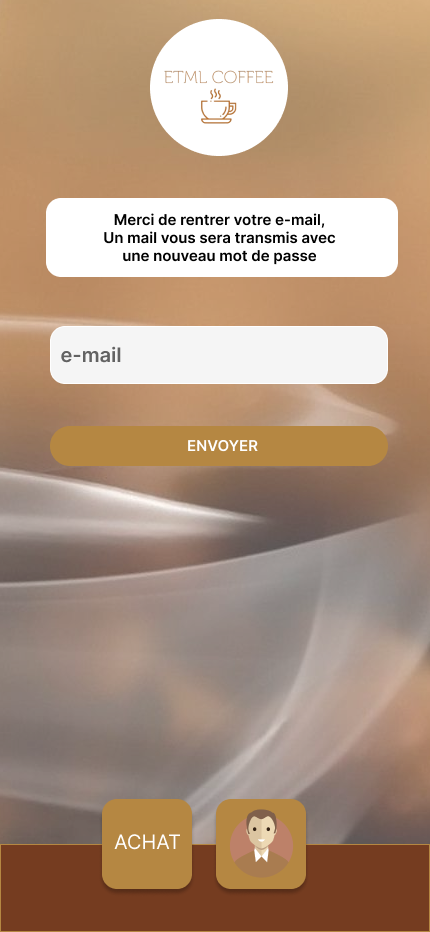 ETML COFFEE
Merci de rentrer votre e-mail,
Un mail vous sera transmis avec
une nouveau mot de passe
e-mail
ENVOYER
ACHAT